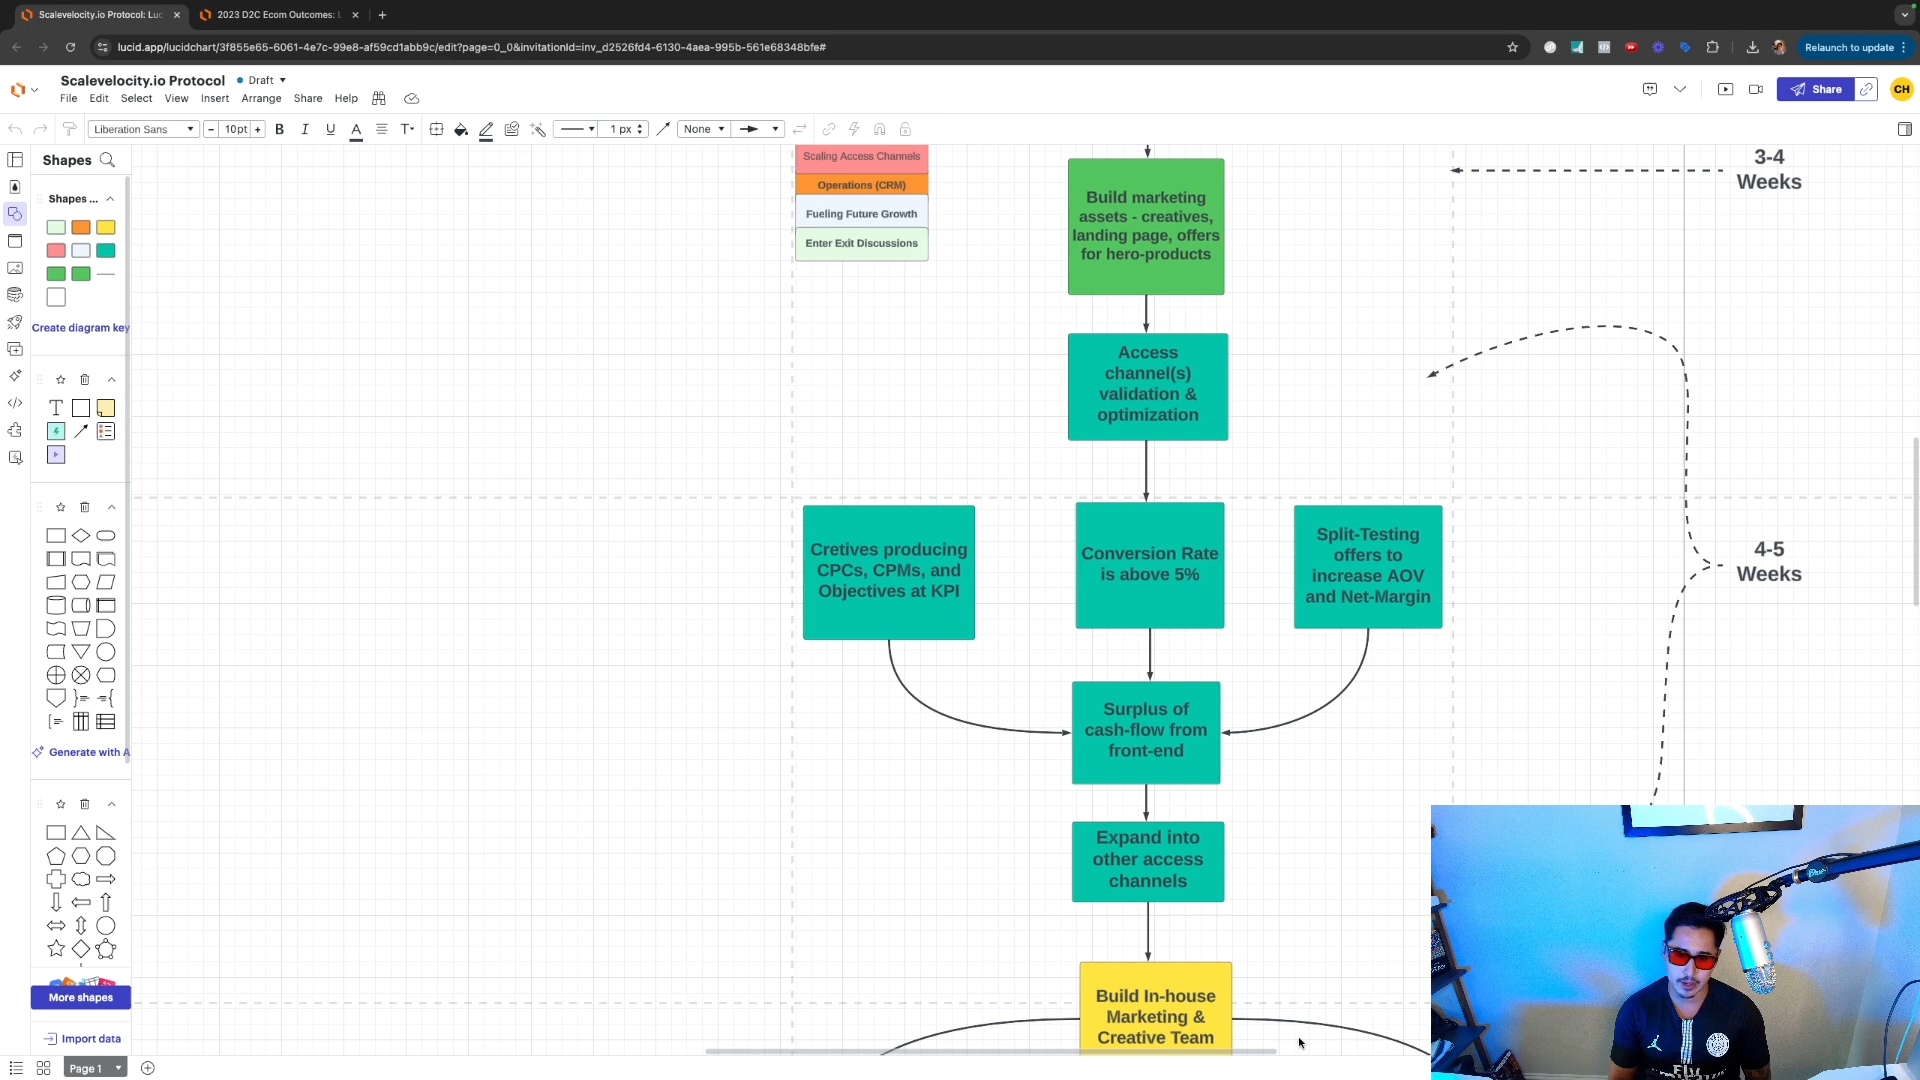 Scalevelocity.io Protocol: Luc
2023 D2C Ecom Outcomes: L
lucid.app/lucidchart/3f855e65-6061-4e7c-99e8-af59cd1abb9c/edit?page=0_0&invitationId=inv_d2526fd4-6130-4aea-995b-561e68348bfe#
Relaunch to update
Scalevelocity.io Protocol
Draft
File Edit Select View Insert Arrange Share Help
Share
CH
Liberation Sans
10pt
B I U A T
1 px
None
Shapes
Shapes ...
Create diagram key
T
Generate with A
More shapes
Import data
Page 1
Scaling Access Channels
Operations (CRM)
Fueling Future Growth
Enter Exit Discussions
Build marketing
assets - creatives,
landing page, offers
for hero-products
3-4
Weeks
Access
channel(s)
validation &
optimization
Cretives producing
CPCs, CPMs, and
Objectives at KPI
Conversion Rate
is above 5%
Split-Testing
offers to
increase AOV
and Net-Margin
4-5
Weeks
Surplus of
cash-flow from
front-end
Expand into
other access
channels
Build In-house
Marketing &
Creative Team
Blue